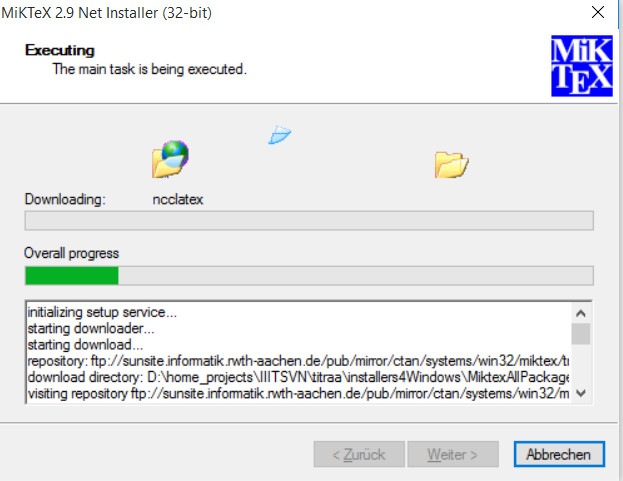 MiKTeX 2.9 Net Installer (32-bit)
Executing
The main task is being executed.
MiK
TEX
Downloading: ncclatex
Overall progress
initializing setup service...
starting downloader...
starting download...
repository: ftp://sunsite.informatik.rwth-aachen.de/pub/mirror/ctan/systems/win32/miktex/t
download directory: D:\home_projects\IIITSVN\titraa\installers4Windows\MiktexAllPackage
visiting repository ftp://sunsite.informatik.rwth-aachen.de/pub/mirror/ctan/systems/win32/m
< Zurück
Weiter >
Abbrechen